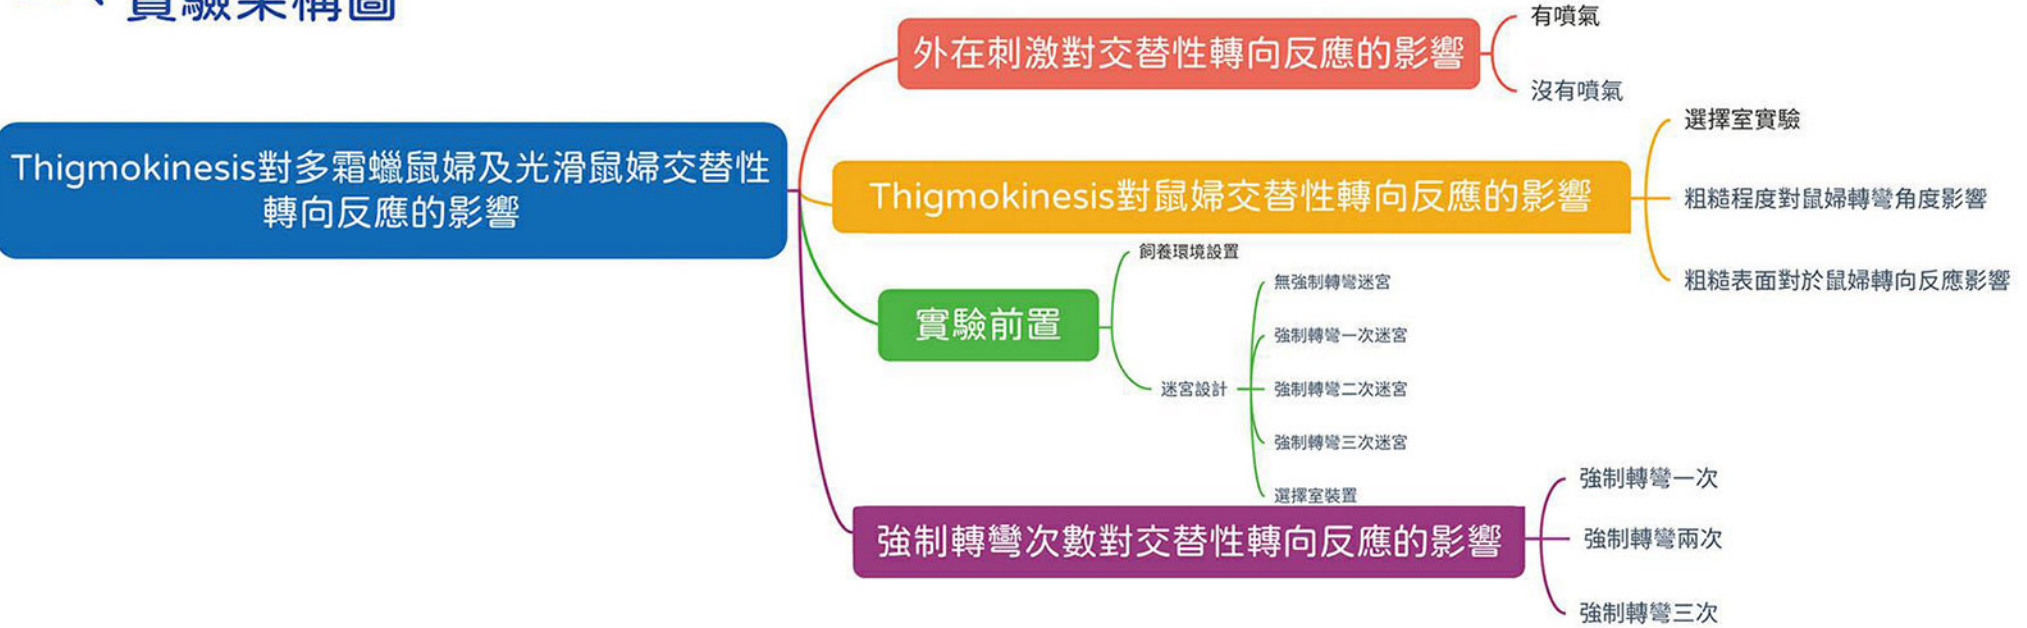 、實驗架構圖
Thigmokinesis對多霜蠟鼠婦及光滑鼠婦交替性
轉向反應的影響
外在刺激對交替性轉向反應的影響
有噴氣
沒有噴氣
Thigmokinesis對鼠婦交替性轉向反應的影響
選擇室實驗
粗糙程度對鼠婦轉彎角度影響
粗糙表面對於鼠婦轉向反應影響
實驗前置
飼養環境設置
迷宮設計
無強制轉彎迷宮
強制轉彎一次迷宮
強制轉彎二次迷宮
強制轉彎三次迷宮
選擇室裝置
強制轉彎次數對交替性轉向反應的影響
強制轉彎一次
強制轉彎兩次
強制轉彎三次